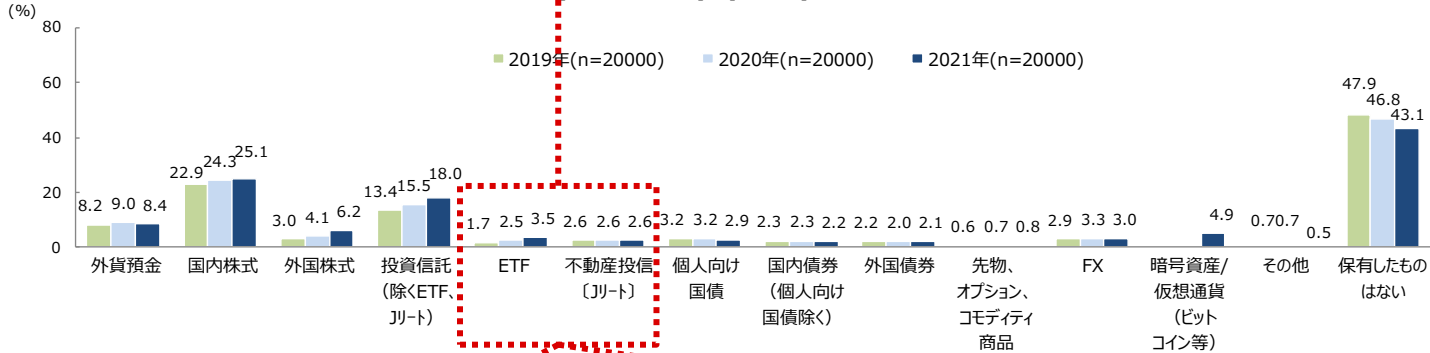 (%)
80
60
40
20
0
2019年(n=20000) 2020年(n=20000) 2021年(n=20000)
8.2 9.0 8.4
22.9 24.3 25.1
3.0 4.1 6.2
13.4 15.5 18.0
1.7 2.5 3.5
2.6 2.6 2.6
3.2 3.2 2.9
2.3 2.3 2.2
2.2 2.0 2.1
0.6 0.7 0.8
2.9 3.3 3.0
4.9
0.7 0.7 0.5
47.9 46.8 43.1
外貨預金
国内株式
外国株式
投資信託
(除くETF、
Jリート)
ETF
不動産投信
〔Jリート〕
個人向け
国債
国内債券
(個人向け
国債除く)
外国債券
先物、
オプション、
コモディティ
商品
FX
暗号資産/
仮想通貨
(ビット
コイン等)
その他
保有したもの
はない